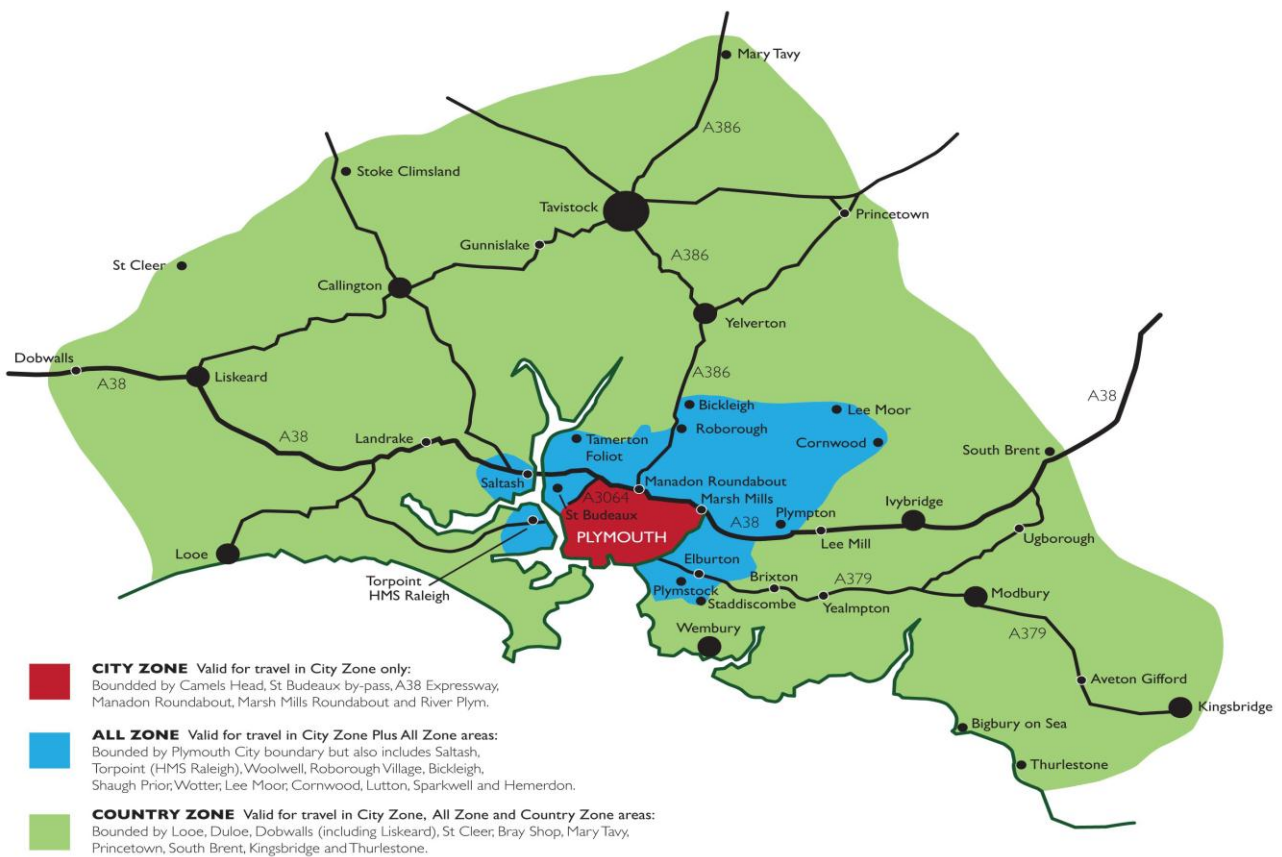 Mary Tavy
A386
Stoke Climsland
Tavistock
Princetown
Gunnislake
A386
St Cleer
Callington
Yelverton
Dobwalls
A38
Liskeard
A386
A38
Bickleigh
Lee Moor
A38
Landrake
Tamerton
Foliot
Roborough
Cornwood
South Brent
Saltash
A3064
Manadon Roundabout
Marsh Mills
St Budeaux
Plympton
Ivybridge
A38
PLYMOUTH
Lee Mill
Ugborough
Looe
Elburton
Torpoint
HMS Raleigh
Plymstock
Brixton
A379
Staddiscombe
Yealmpton
Modbury
Wembury
A379
Aveton Gifford
Kingsbridge
Bigbury on Sea
Thurlestone
CITY ZONE Valid for travel in City Zone only:
Boundded by Camels Head, St Budeaux by-pass, A38 Expressway,
Manadon Roundabout, Marsh Mills Roundabout and River Plym.
ALL ZONE Valid for travel in City Zone Plus All Zone areas:
Bounded by Plymouth City boundary but also includes Saltash,
Torpoint (HMS Raleigh), Woolwell, Roborough Village, Bickleigh,
Shaugh Prior, Wotter, Lee Moor, Cornwood, Lutton, Sparkwell and Hemerdon.
COUNTRY ZONE Valid for travel in City Zone, All Zone and Country Zone areas:
Bounded by Looe, Duloe, Dobwalls (including Liskeard), St Cleer, Bray Shop, Mary Tavy,
Princetown, South Brent, Kingsbridge and Thurlestone.